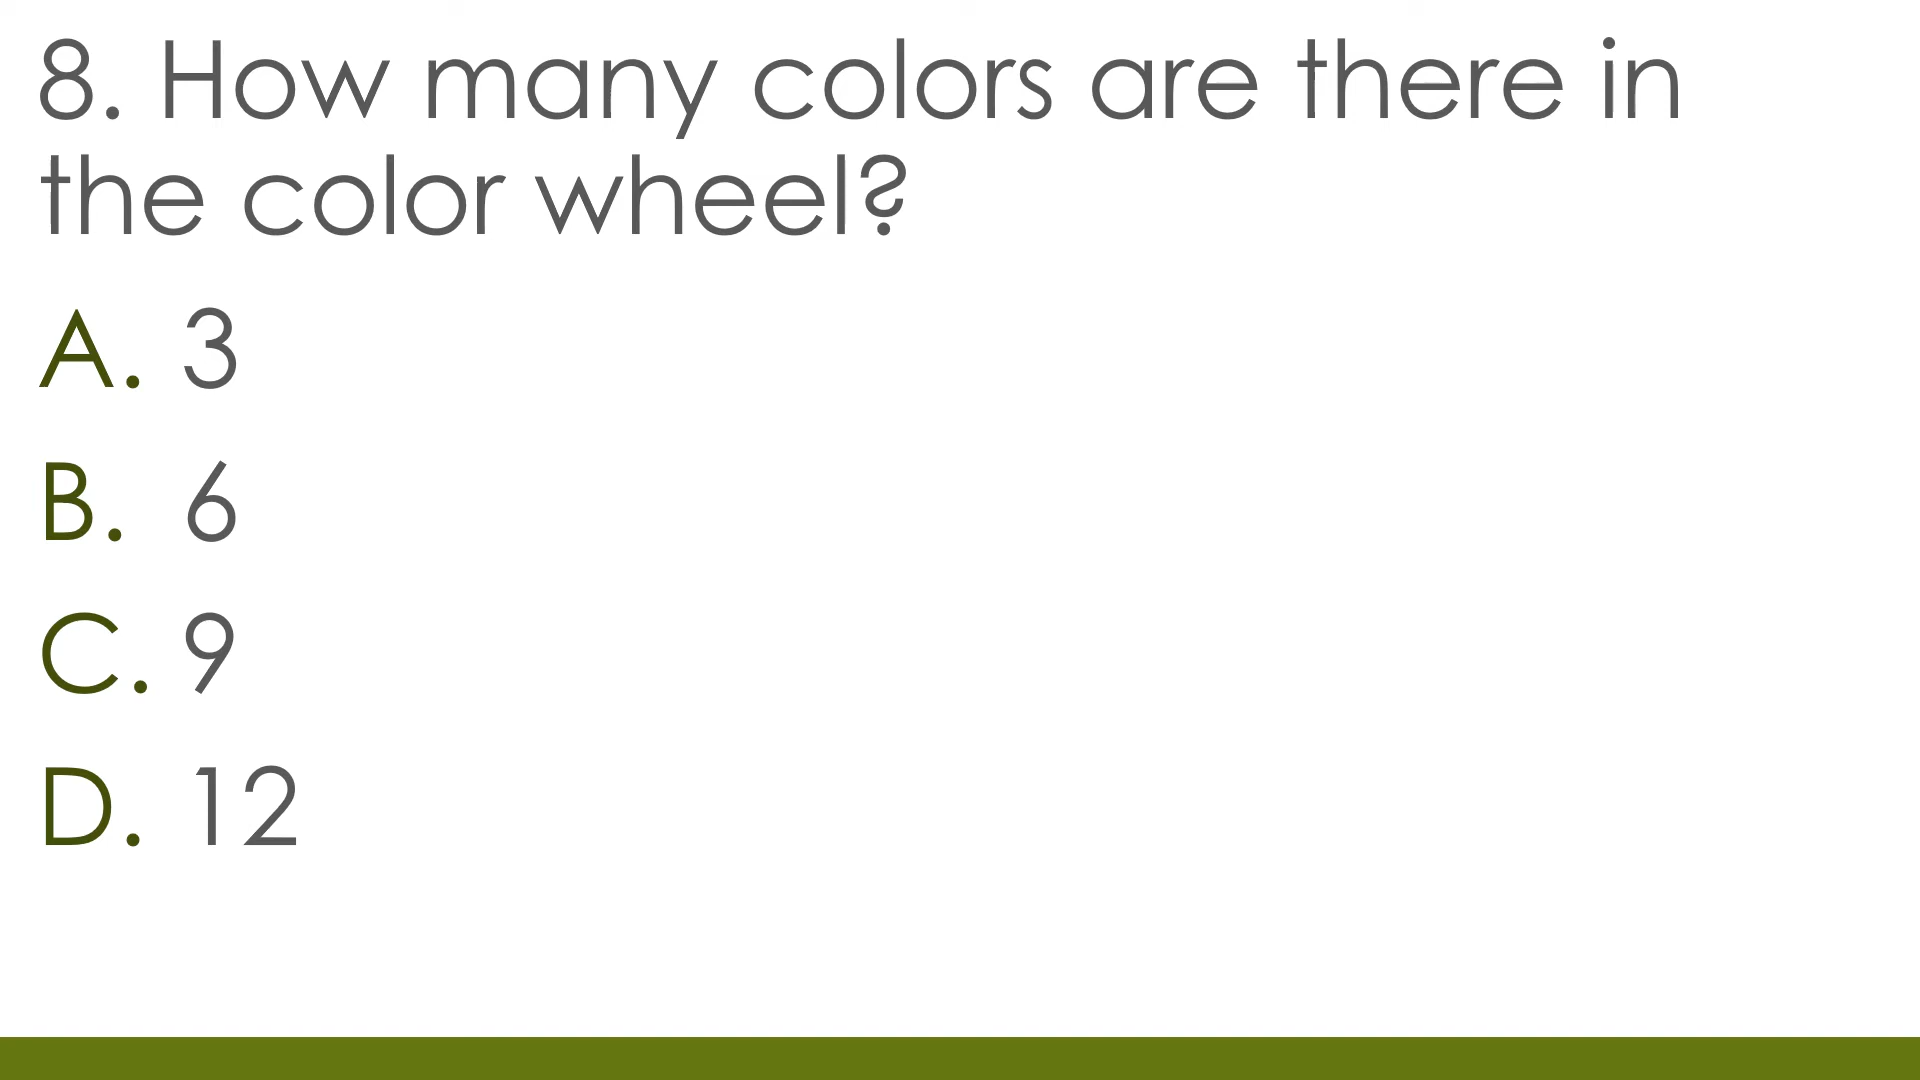 8. How many colors are there in
the color wheel?
A. 3
B. 6
C. 9
D. 12